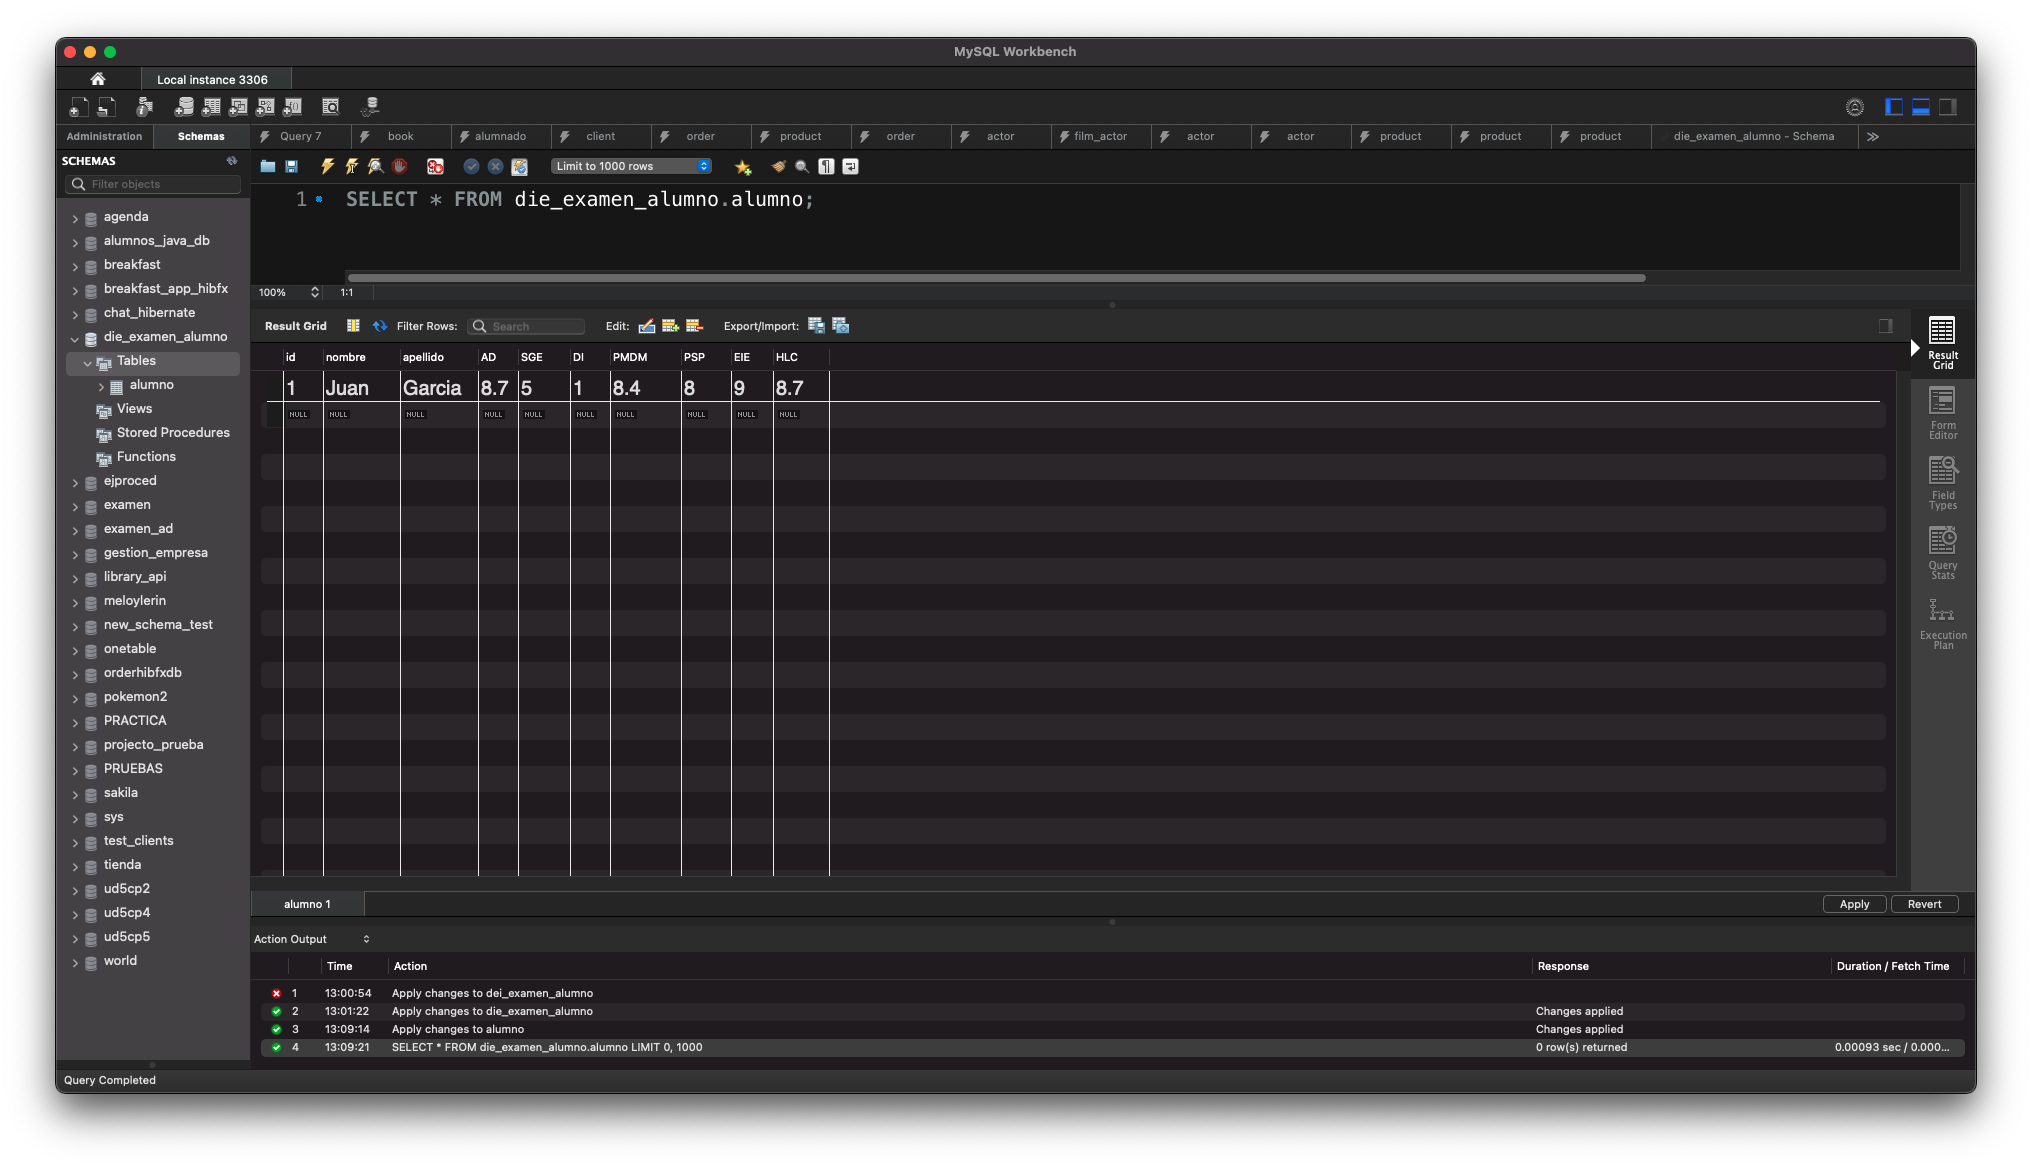 MySQL Workbench
Local instance 3306
Administration Schemas Query 7 book alumnado client order product order actor film_actor actor actor product product product die_examen_alumno - Schema
SCHEMAS
Filter objects
Limit to 1000 rows
1 SELECT * FROM die_examen_alumno.alumno;
100% 1:1
agenda
alumnos_java_db
breakfast
breakfast_app_hibfx
chat_hibernate
die_examen_alumno
Tables
alumno
Views
Stored Procedures
Functions
ejproced
examen
examen_ad
gestion_empresa
library_api
meloylerin
new_schema_test
onetable
orderhibfxdb
pokemon2
PRACTICA
projecto_prueba
PRUEBAS
sakila
sys
test_clients
tienda
ud5cp2
ud5cp4
ud5cp5
world
Result Grid Filter Rows: Search Edit: Export/Import:
id nombre apellido AD SGE DI PMDM PSP EIE HLC
1 Juan Garcia 8.7 5 1 8.4 8 9 8.7
NULL NULL NULL NULL NULL NULL NULL NULL NULL NULL
Result
Grid
Form
Editor
Field
Types
Query
Stats
Execution
Plan
alumno 1 Apply Revert
Action Output
Time Action Response Duration / Fetch Time
1 13:00:54 Apply changes to dei_examen_alumno
2 13:01:22 Apply changes to die_examen_alumno Changes applied
3 13:09:14 Apply changes to alumno Changes applied
4 13:09:21 SELECT * FROM die_examen_alumno.alumno LIMIT 0, 1000 0 row(s) returned 0.00093 sec / 0.000...
Query Completed